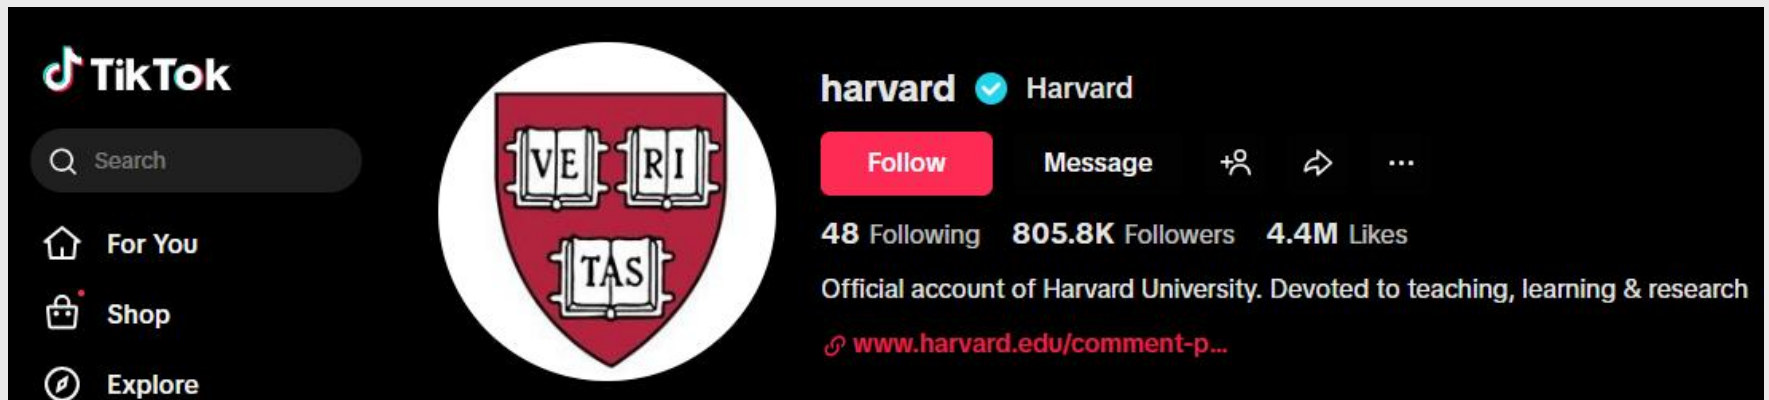 TikTok
Search
For You
Shop
Explore
VE RI
TAS
harvard Harvard
Follow Message
48 Following 805.8K Followers 4.4M Likes
Official account of Harvard University. Devoted to teaching, learning & research
www.harvard.edu/comment-p...